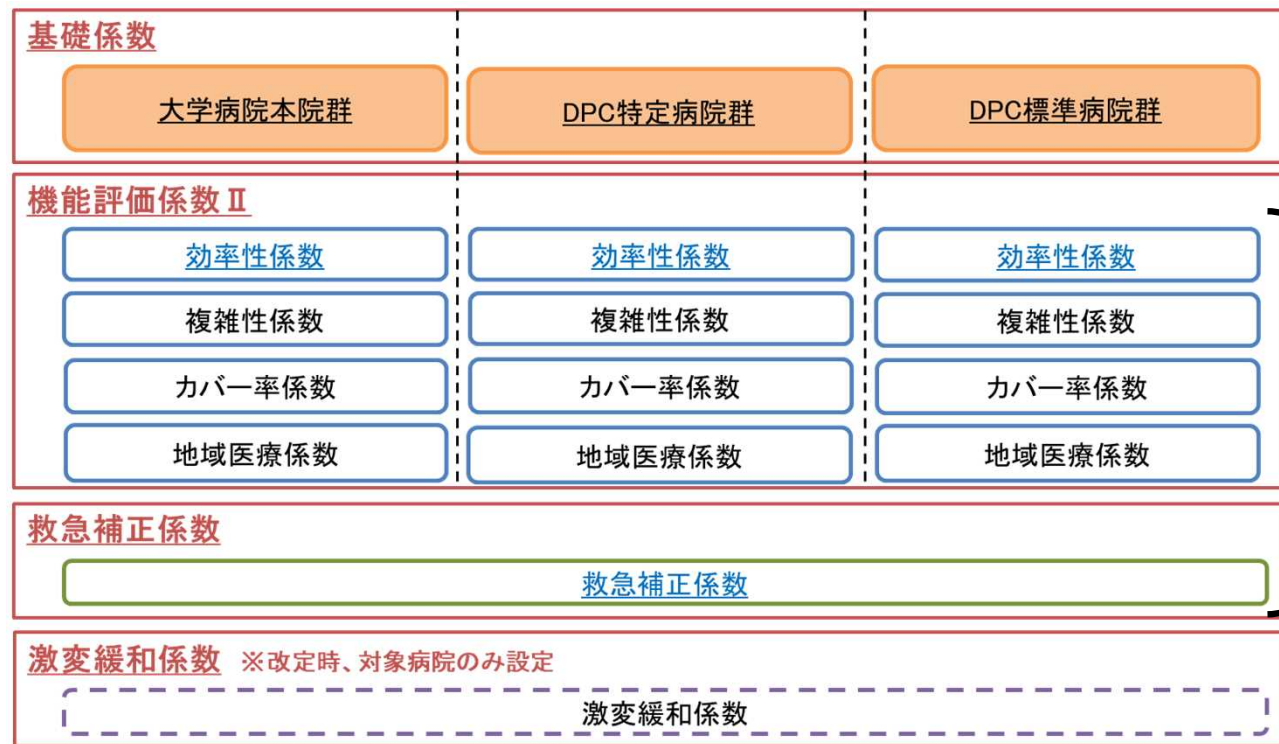 基礎係数
大学病院本院群 DPC特定病院群 DPC標準病院群
機能評価係数Ⅱ
効率性係数 効率性係数 効率性係数
複雑性係数 複雑性係数 複雑性係数
カバー率係数 カバー率係数 カバー率係数
地域医療係数 地域医療係数 地域医療係数
救急補正係数
救急補正係数
激変緩和係数 ※改定時、対象病院のみ設定
激変緩和係数